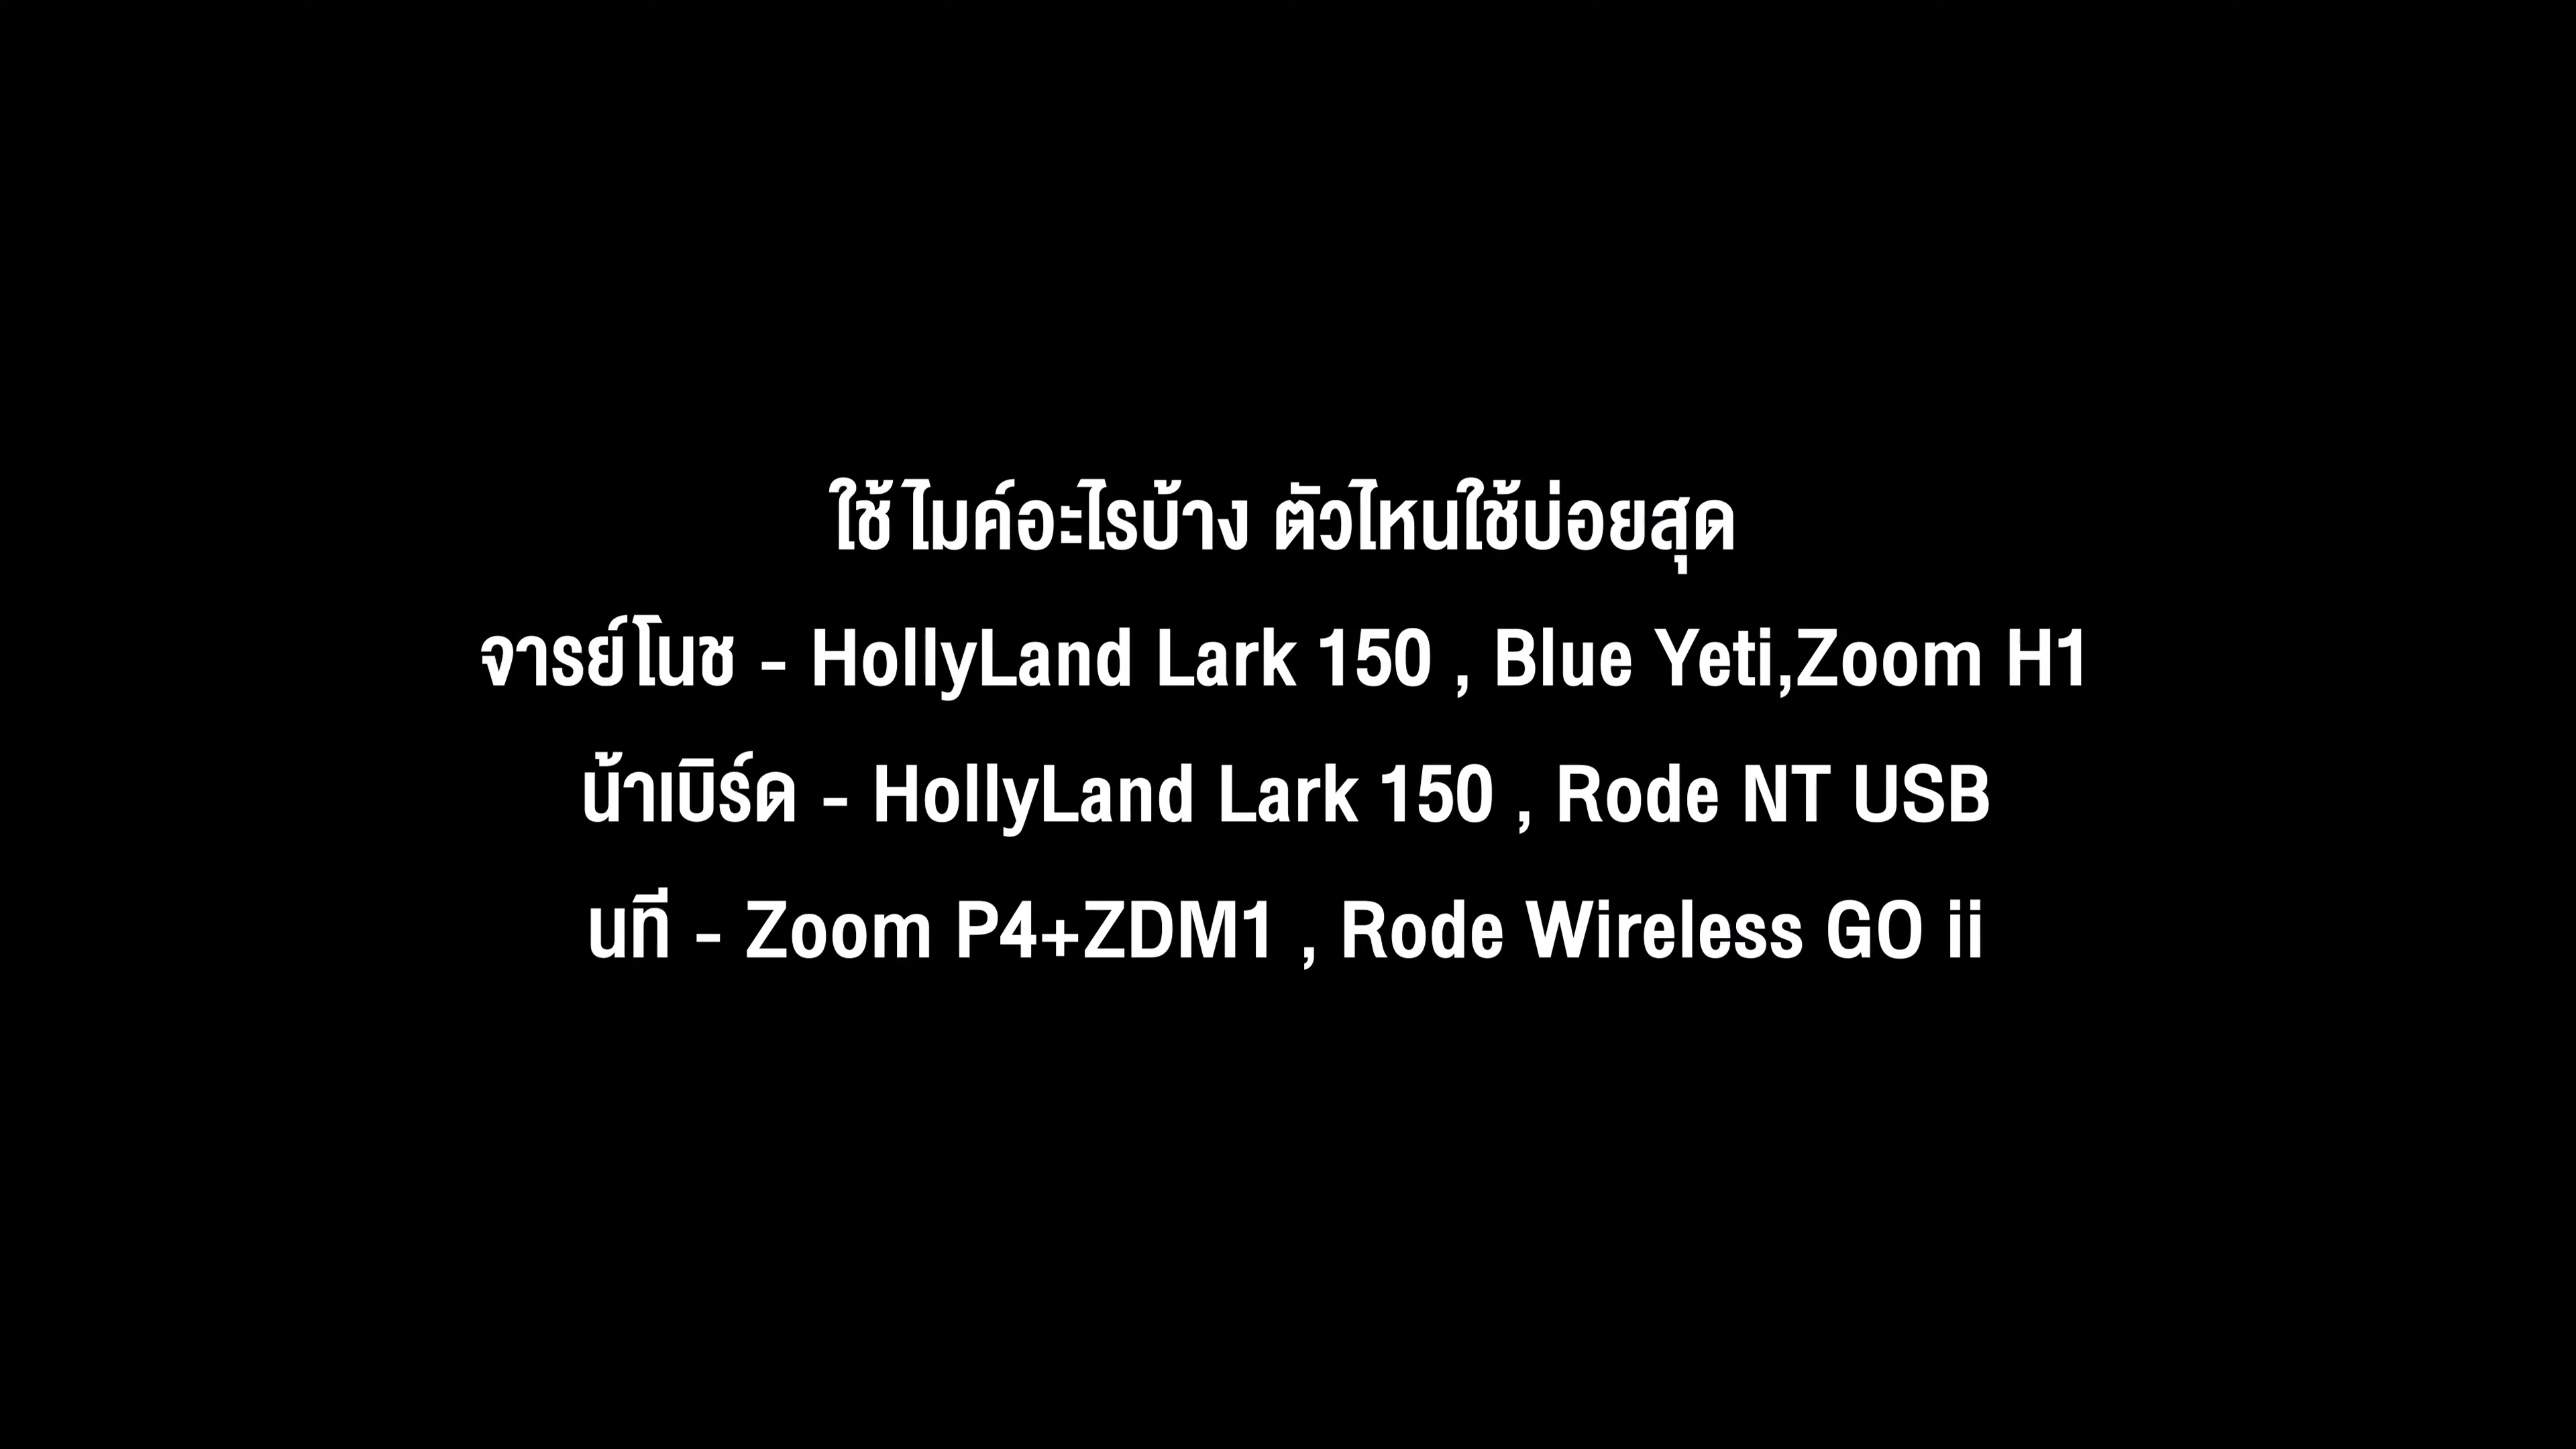 ใช้ไมค์อะไรบ้าง ตัวไหนใช้บ่อยสุด
จารย์โนช - HollyLand Lark 150 , Blue Yeti,Zoom H1
น้าเบิร์ด - HollyLand Lark 150 , Rode NT USB
นที - Zoom P4+ZDM1 , Rode Wireless GO ii